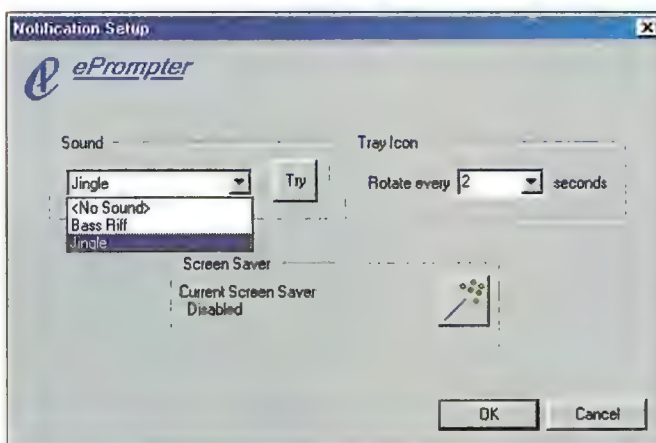 Notification Setup
ePrompter
Sound
Tray Icon
Jingle
Try
Rotate every 2 seconds
<No Sound>
Bass Riff
Jingle
Screen Saver
Current Screen Saver
Disabled
OK
Cancel